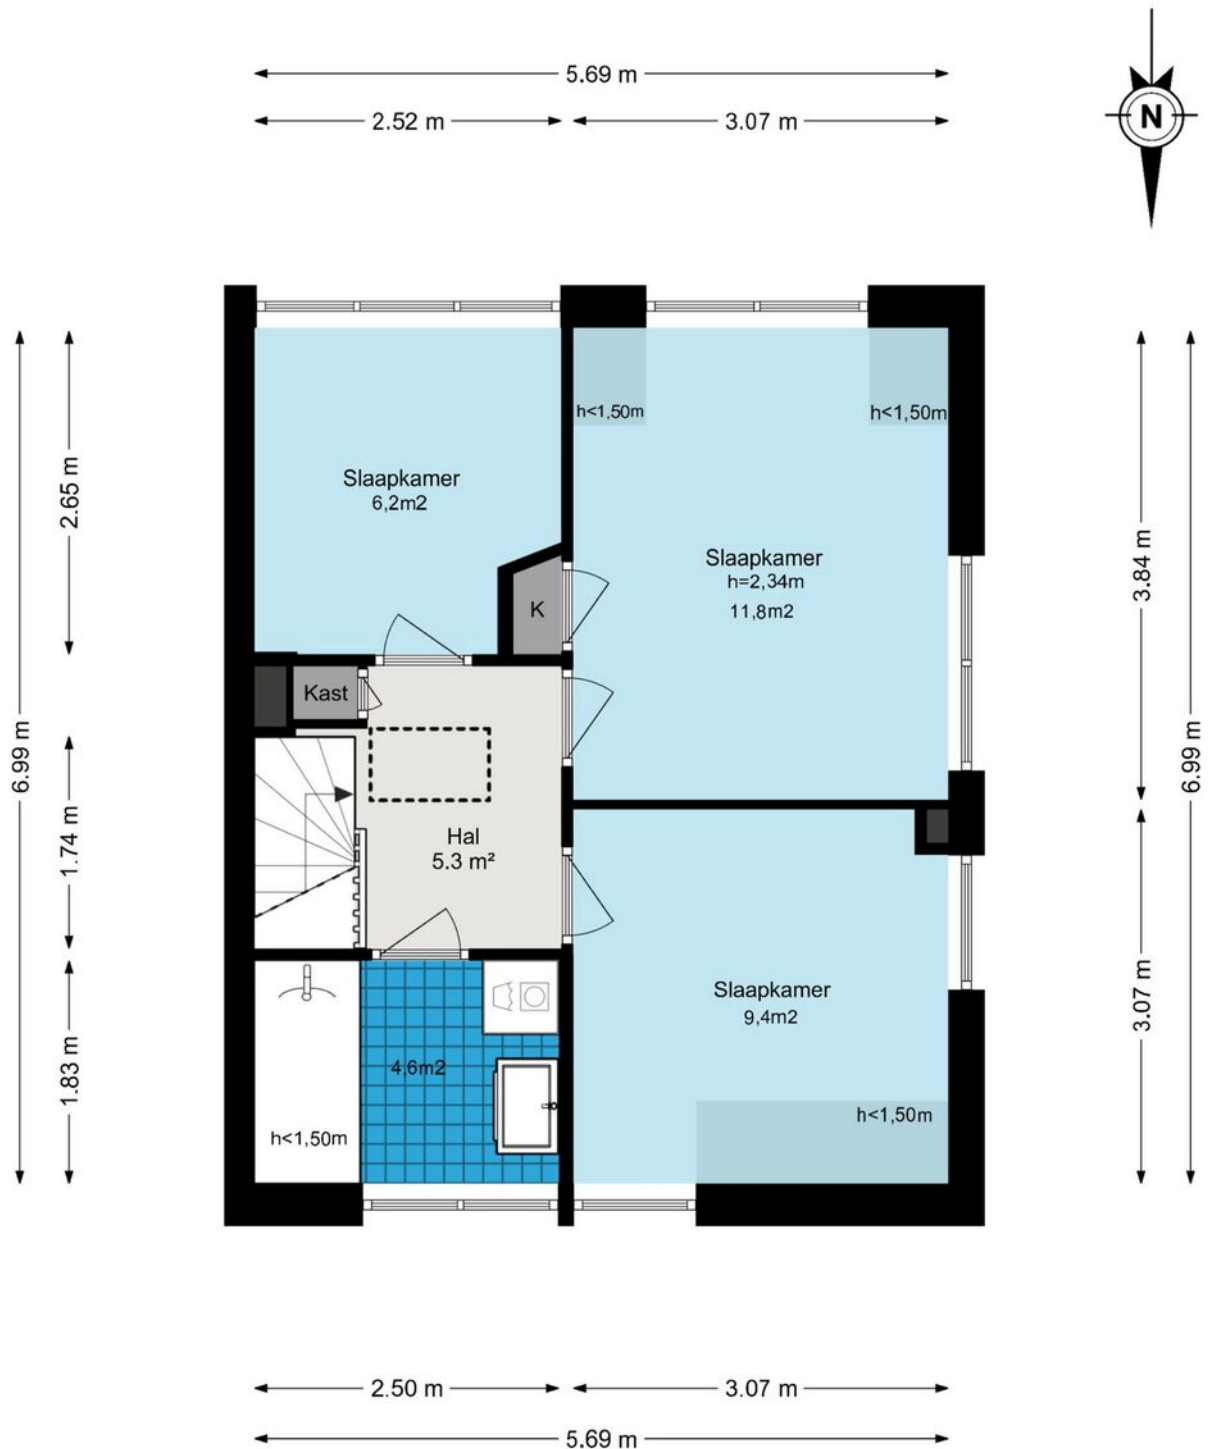 5.69 m
2.52 m
3.07 m
N
h<1,50m
h<1,50m
Slaapkamer
6,2m2
2.65 m
Slaapkamer
h=2,34m
11,8m2
3.84 m
K
Kast
6.99 m
6.99 m
1.74 m
Hal
5.3 m²
Slaapkamer
9,4m2
3.07 m
1.83 m
4,6m2
h<1,50m
h<1,50m
2.50 m
3.07 m
5.69 m